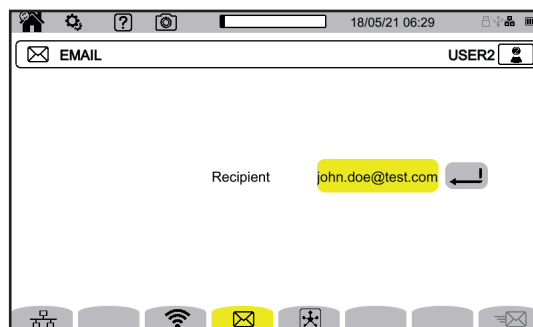 ?
18/05/21 06:29
EMAIL
USER2
Recipient
john.doe@test.com